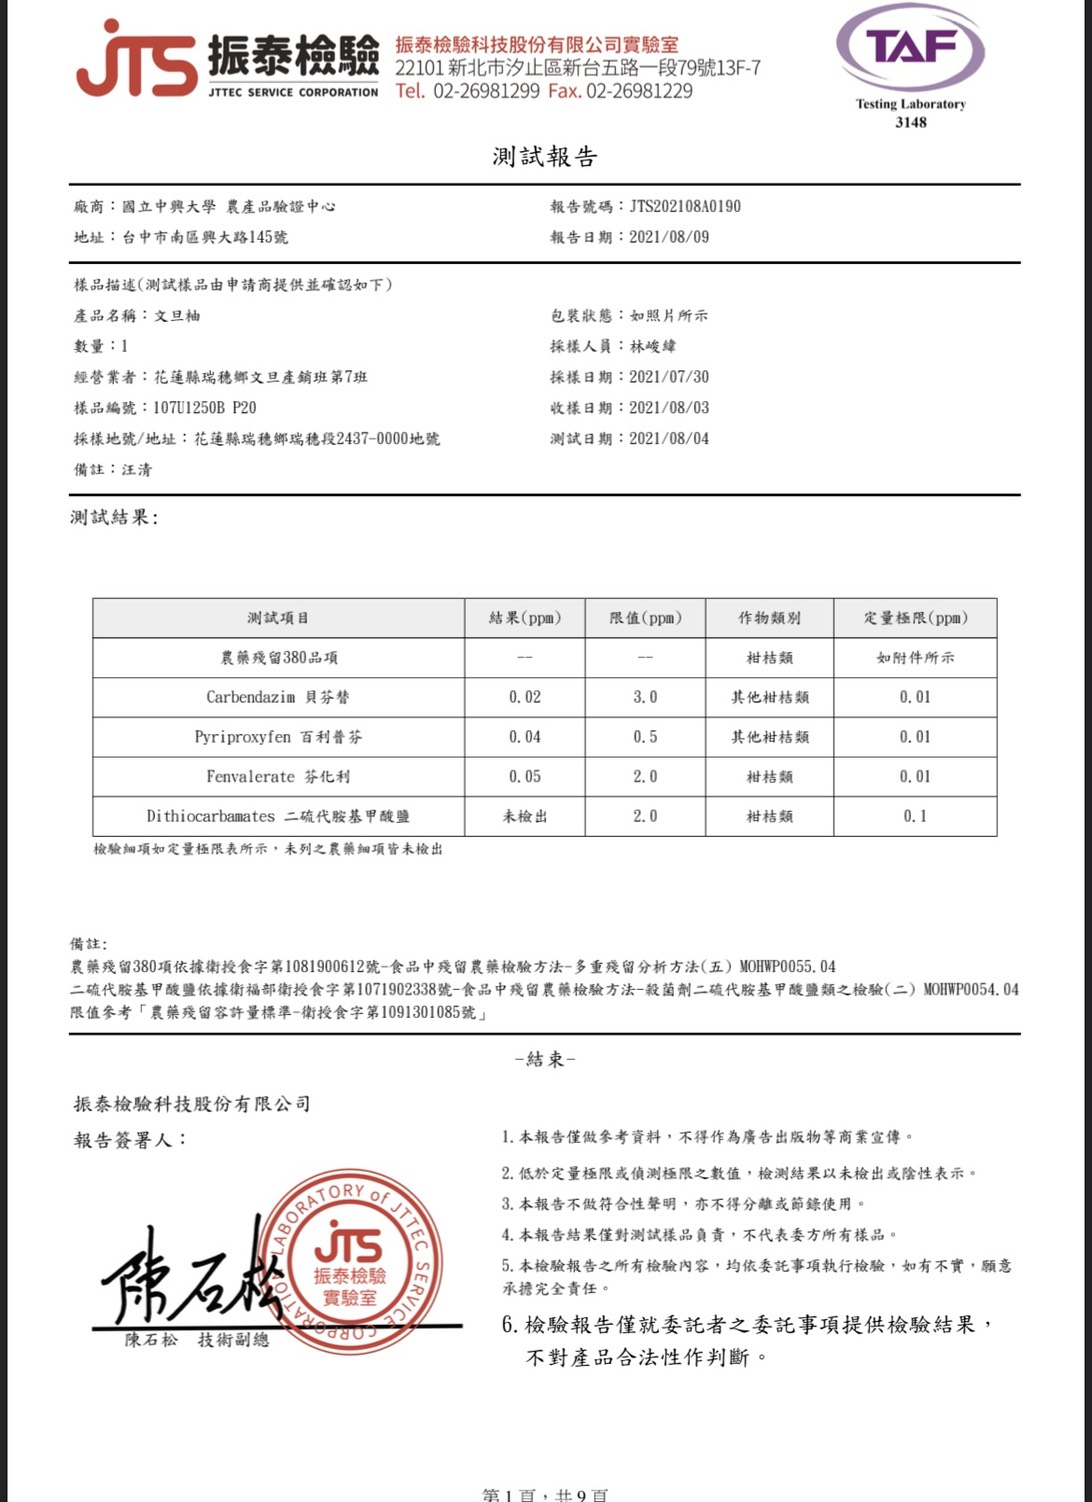 JTS 振泰檢驗
JTTEC SERVICE CORPORATION
振泰檢驗科技股份有限公司實驗室
22101 新北市汐止區新台五路一段79號13F-7
Tel. 02-26981299 Fax. 02-26981229
TAF
Testing Laboratory
3148
測試報告
廠商：國立中興大學 農產品驗證中心
報告號碼：JTS202108A0190
地址：台中市南區興大路145號
報告日期：2021/08/09
樣品描述(測試樣品由申請商提供並確認如下)
產品名稱：文旦柚
包裝狀態：如照片所示
數量：1
採樣人員：林峻緯
經營業者：花蓮縣瑞穗鄉文旦產銷班第7班
採樣日期：2021/07/30
樣品編號：107U1250B P20
收樣日期：2021/08/03
採樣地號/地址：花蓮縣瑞穗鄉瑞穗段2437-0000地號
測試日期：2021/08/04
備註：汪清
測試結果:
測試項目 結果(ppm) 限值(ppm) 作物類別 定量極限(ppm)
農藥殘留380品項 -- -- 柑桔類 如附件所示
Carbendazim 貝芬替 0.02 3.0 其他柑桔類 0.01
Pyriproxyfen 百利普芬 0.04 0.5 其他柑桔類 0.01
Fenvalerate 芬化利 0.05 2.0 柑桔類 0.01
Dithiocarbamates 二硫代胺基甲酸鹽 未檢出 2.0 柑桔類 0.1
檢驗細項如定量極限表所示，未列之農藥細項皆未檢出
備註:
農藥殘留380項依據衛授食字第1081900612號-食品中殘留農藥檢驗方法-多重殘留分析方法(五) MOHWP0055.04
二硫代胺基甲酸鹽依據衛福部衛授食字第1071902338號-食品中殘留農藥檢驗方法-殺菌劑二硫代胺基甲酸鹽類之檢驗(二) MOHWP0054.04
限值參考「農藥殘留容許量標準-衛授食字第1091301085號」
-結束-
振泰檢驗科技股份有限公司
報告簽署人：
陳石松
LABORATORY of JTTEC SERVICE CORPORATION
JTS
振泰檢驗
實驗室
陳石松 技術副總
1. 本報告僅做參考資料，不得作為廣告出版物等商業宣傳。
2. 低於定量極限或偵測極限之數值，檢測結果以未檢出或陰性表示。
3. 本報告不做符合性聲明，亦不得分離或節錄使用。
4. 本報告結果僅對測試樣品負責，不代表委方所有樣品。
5. 本檢驗報告之所有檢驗內容，均依委託事項執行檢驗，如有不實，願意
承擔完全責任。
6. 檢驗報告僅就委託者之委託事項提供檢驗結果，
不對產品合法性作判斷。
第 1 頁，共 9 頁